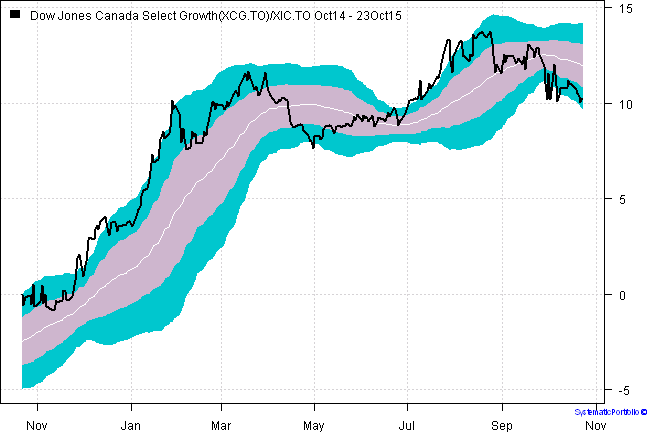 Dow Jones Canada Select Growth(XCG.TO)/XIC.TO Oct14 - 23Oct15
15
10
5
0
-5
SystematicPortfolio ©
Nov Jan Mar May Jul Sep Nov